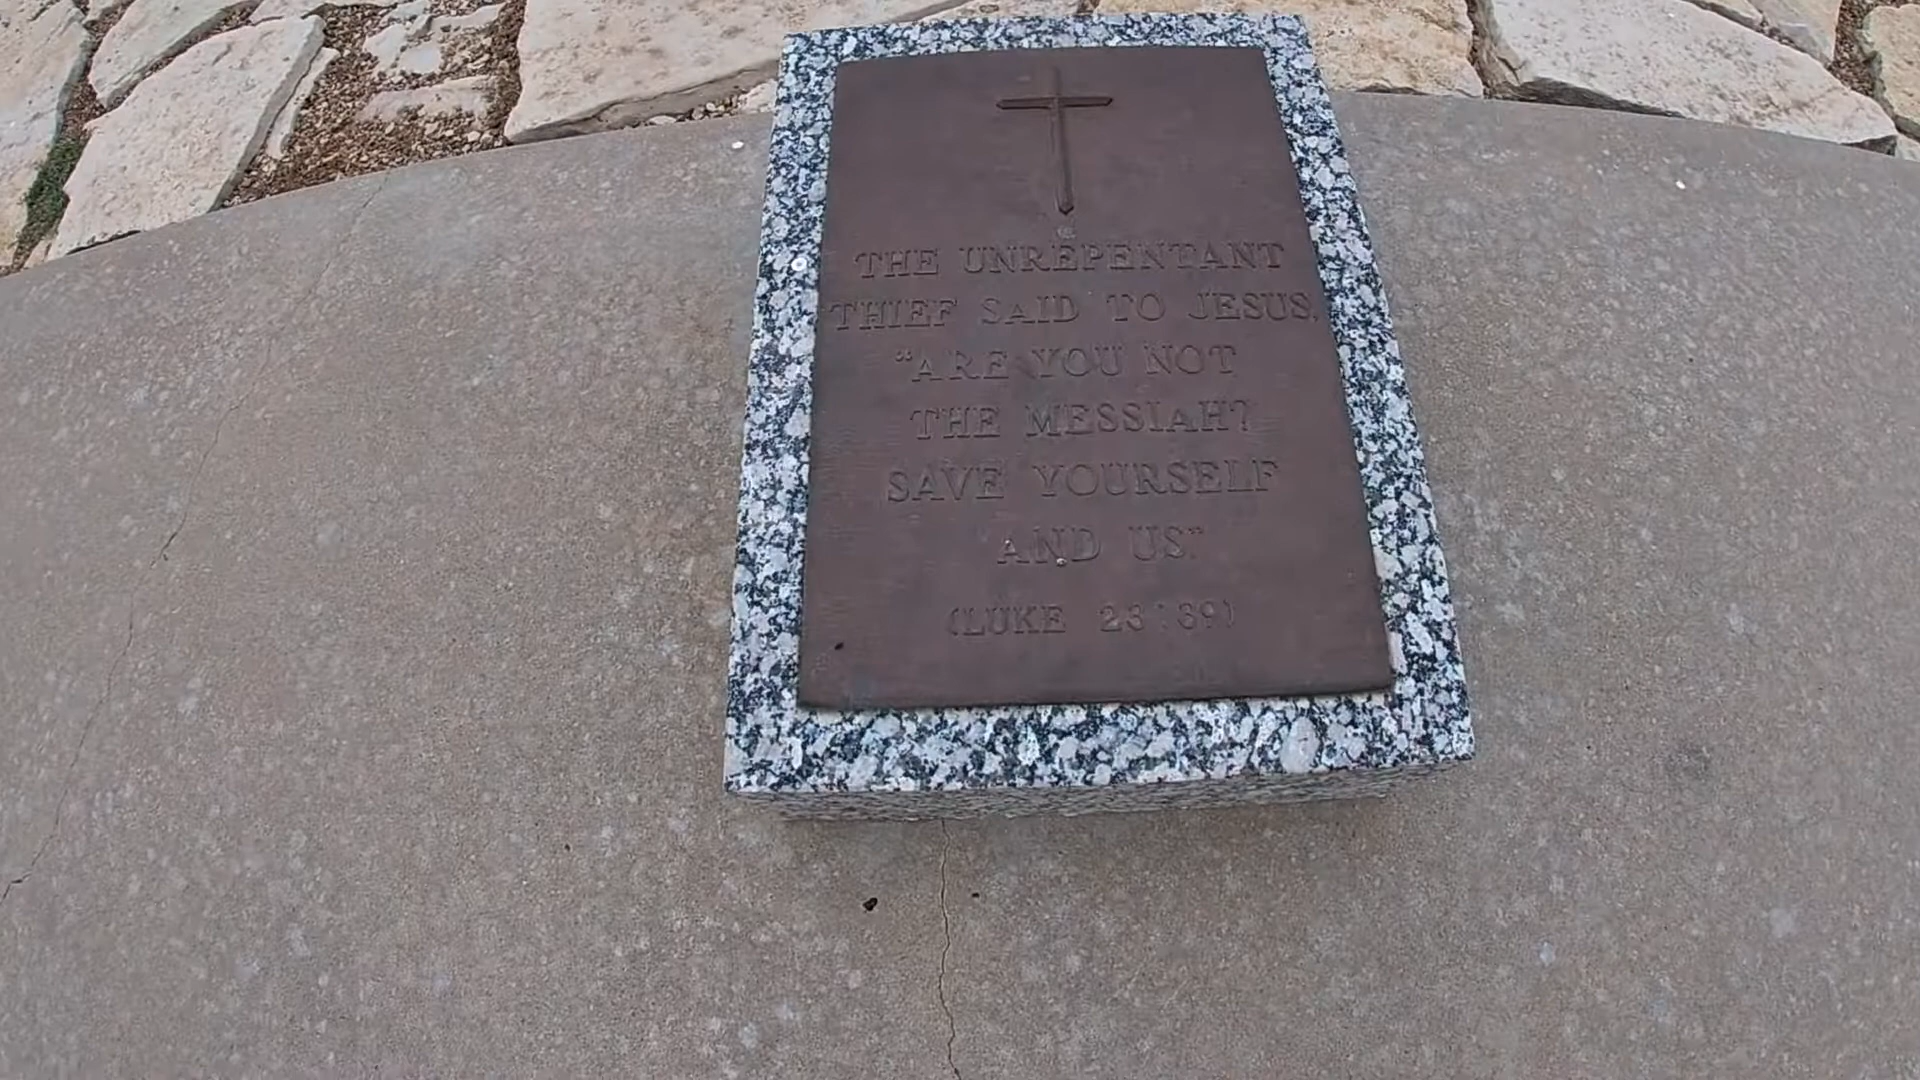 THE UNREPENTANT
THIEF SAID TO JESUS,
“ARE YOU NOT
THE MESSIAH?
SAVE YOURSELF
AND US”
(LUKE 23:39)